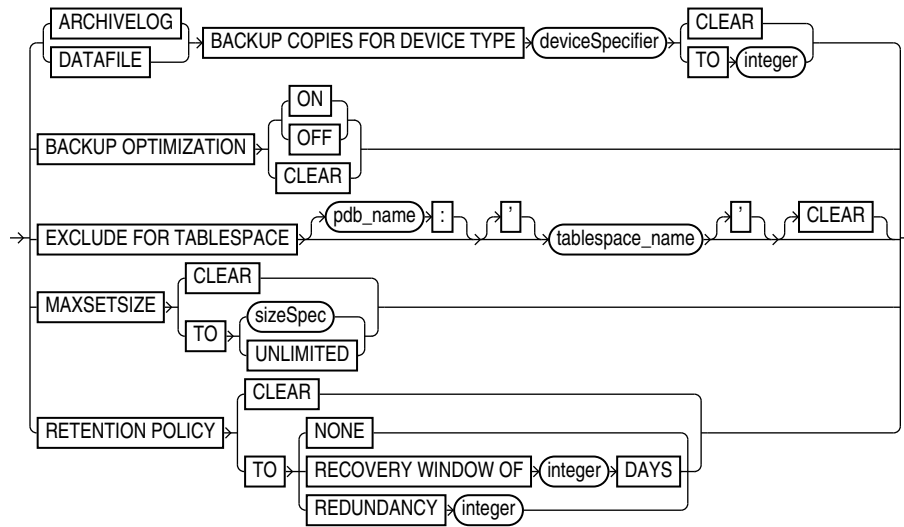 ARCHIVELOG
DATAFILE
BACKUP COPIES FOR DEVICE TYPE deviceSpecifier
CLEAR
TO integer
BACKUP OPTIMIZATION
ON
OFF
CLEAR
EXCLUDE FOR TABLESPACE pdb_name : ' tablespace_name ' CLEAR
MAXSETSIZE
CLEAR
TO
sizeSpec
UNLIMITED
RETENTION POLICY
CLEAR
TO
NONE
RECOVERY WINDOW OF integer DAYS
REDUNDANCY integer